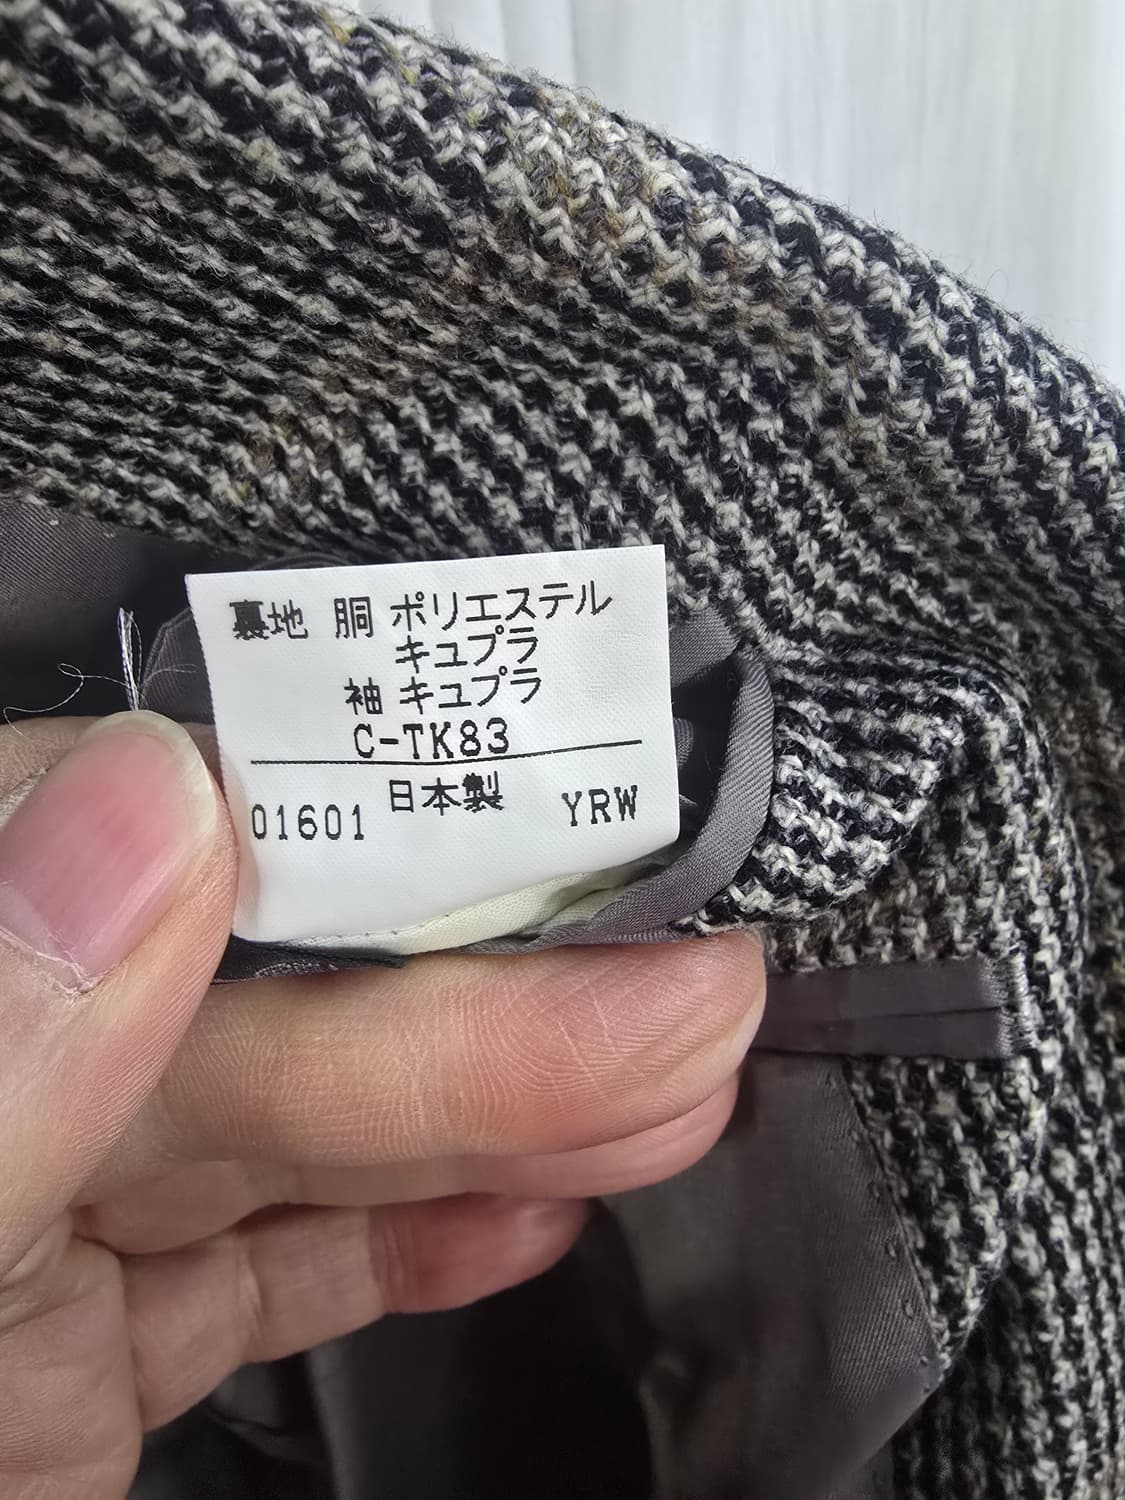 裏地 胴 ポリエステル
キュプラ
袖 キュプラ
C-TK83
日本製
01601 YRW